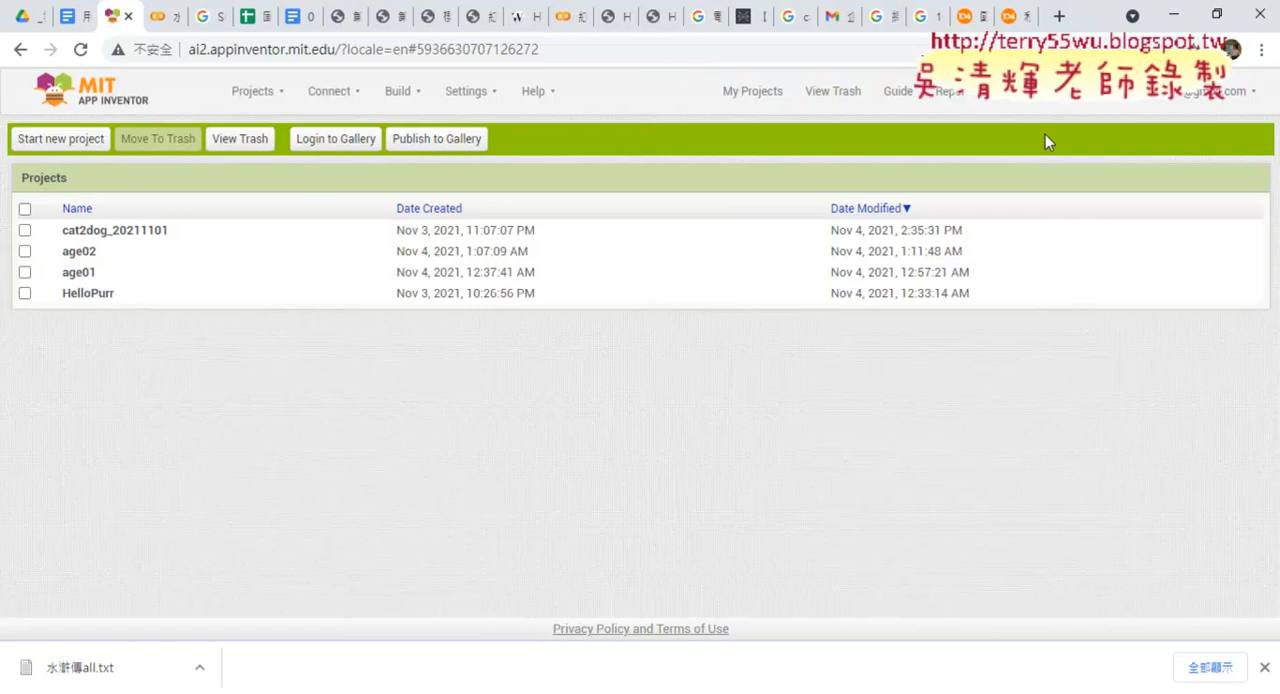 不安全 ai2.appinventor.mit.edu/?locale=en#5936630707126272
http://terry55wu.blogspot.tw
吳清輝老師錄製
MIT
APP INVENTOR
Projects Connect Build Settings Help My Projects View Trash Guide
Start new project Move To Trash View Trash Login to Gallery Publish to Gallery
Projects
Name Date Created Date Modified▼
cat2dog_20211101 Nov 3, 2021, 11:07:07 PM Nov 4, 2021, 2:35:31 PM
age02 Nov 4, 2021, 1:07:09 AM Nov 4, 2021, 1:11:48 AM
age01 Nov 4, 2021, 12:37:41 AM Nov 4, 2021, 12:57:21 AM
HelloPurr Nov 3, 2021, 10:26:56 PM Nov 4, 2021, 12:33:14 AM
Privacy Policy and Terms of Use
水滸傳all.txt 全部顯示